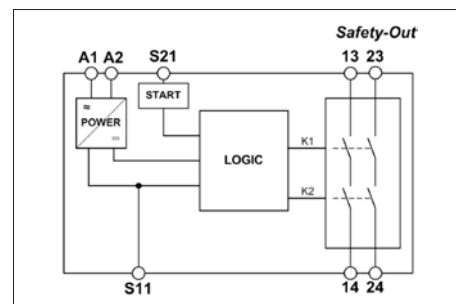 Safety-Out
A1 A2 S21 13 23
START
≂
POWER
⎓
LOGIC
K1
K2
S11 14 24